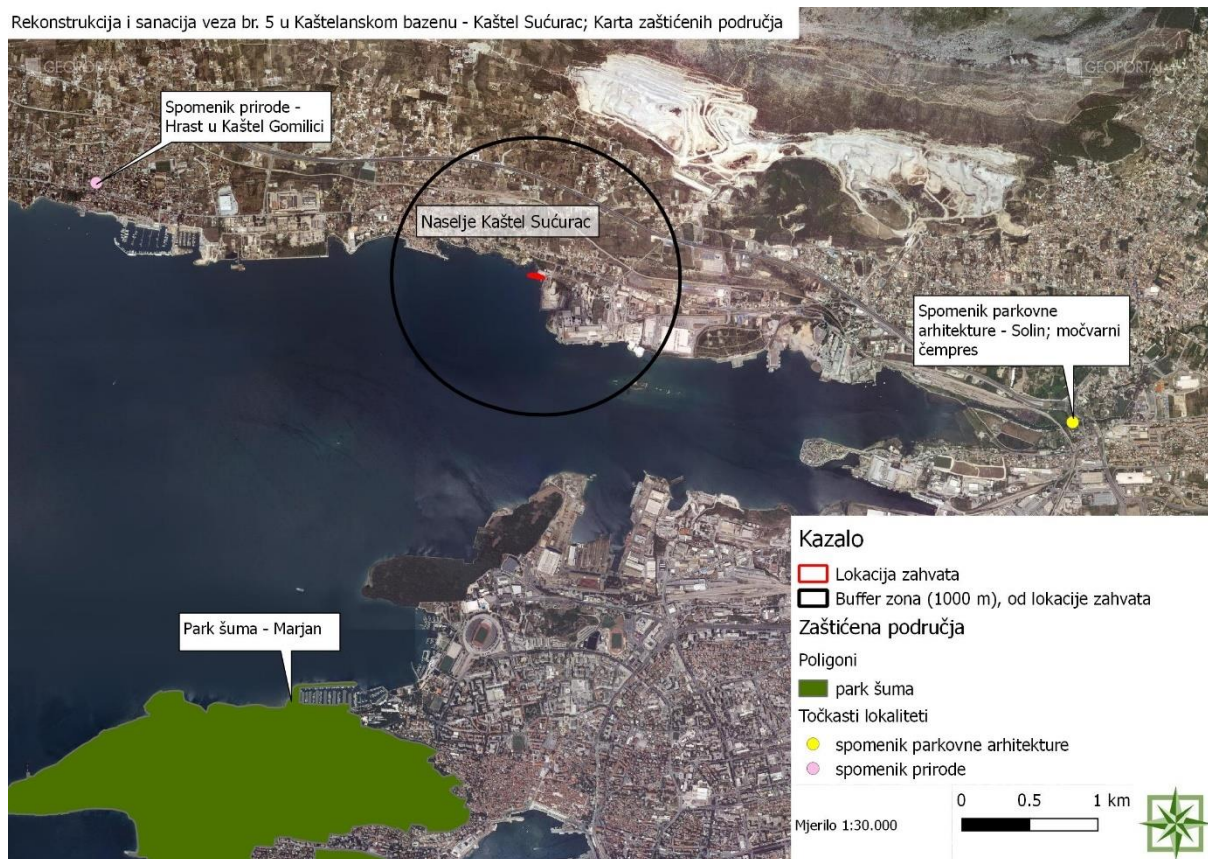 Rekonstrukcija i sanacija veza br. 5 u Kaštelanskom bazenu - Kaštel Sućurac; Karta zaštićenih područja
GEOPORTAL
GEOPORTAL
Spomenik prirode -
Hrast u Kaštel Gomilici
Naselje Kaštel Sućurac
Spomenik parkovne
arhitekture - Solin; močvarni
čempres
Park šuma - Marjan
Kazalo
Lokacija zahvata
Buffer zona (1000 m), od lokacije zahvata
Zaštićena područja
Poligoni
park šuma
Točkasti lokaliteti
spomenik parkovne arhitekture
spomenik prirode
0 0.5 1 km
Mjerilo 1:30.000